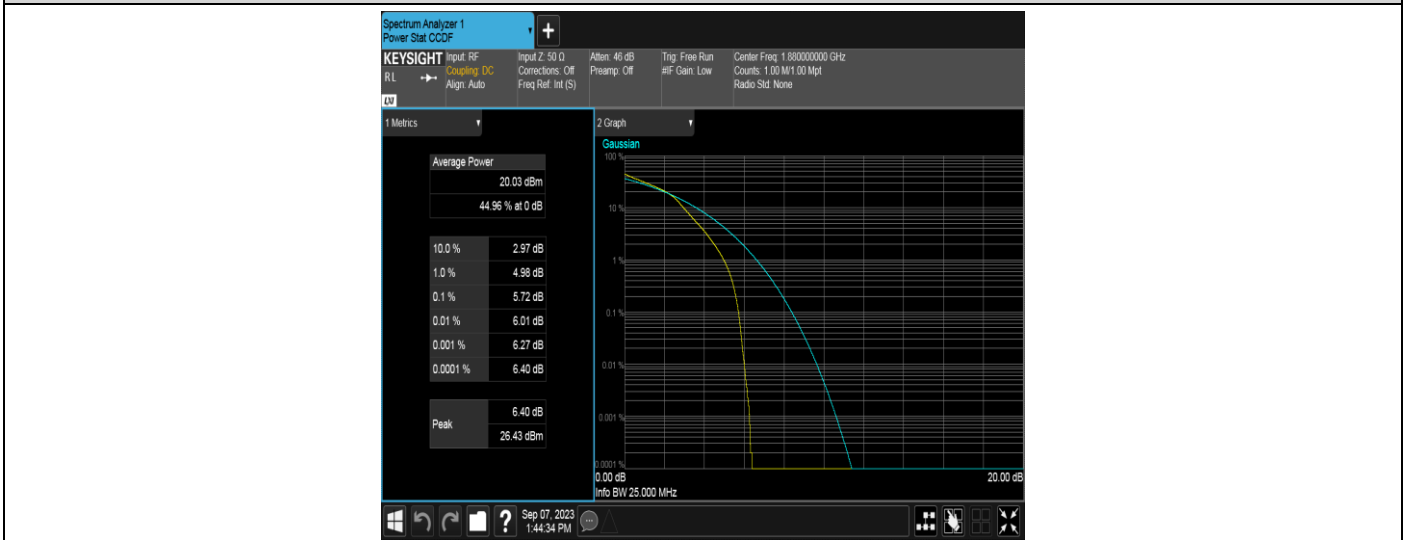 Spectrum Analyzer 1
Power Stat CCDF
+
KEYSIGHT
RL
LXI
Input: RF
Coupling: DC
Align: Auto
Input Z: 50 Ω
Corrections: Off
Freq Ref: Int (S)
Atten: 46 dB
Preamp: Off
Trig: Free Run
#IF Gain: Low
Center Freq: 1.880000000 GHz
Counts: 1.00 M/1.00 Mpt
Radio Std: None
1 Metrics
Average Power
20.03 dBm
44.96 % at 0 dB
10.0 % 2.97 dB
1.0 % 4.98 dB
0.1 % 5.72 dB
0.01 % 6.01 dB
0.001 % 6.27 dB
0.0001 % 6.40 dB
Peak
6.40 dB
26.43 dBm
2 Graph
Gaussian
100 %
10 %
1 %
0.1 %
0.01 %
0.001 %
0.0001 %
0.00 dB 20.00 dB
Info BW 25.000 MHz
?
Sep 07, 2023
1:44:34 PM